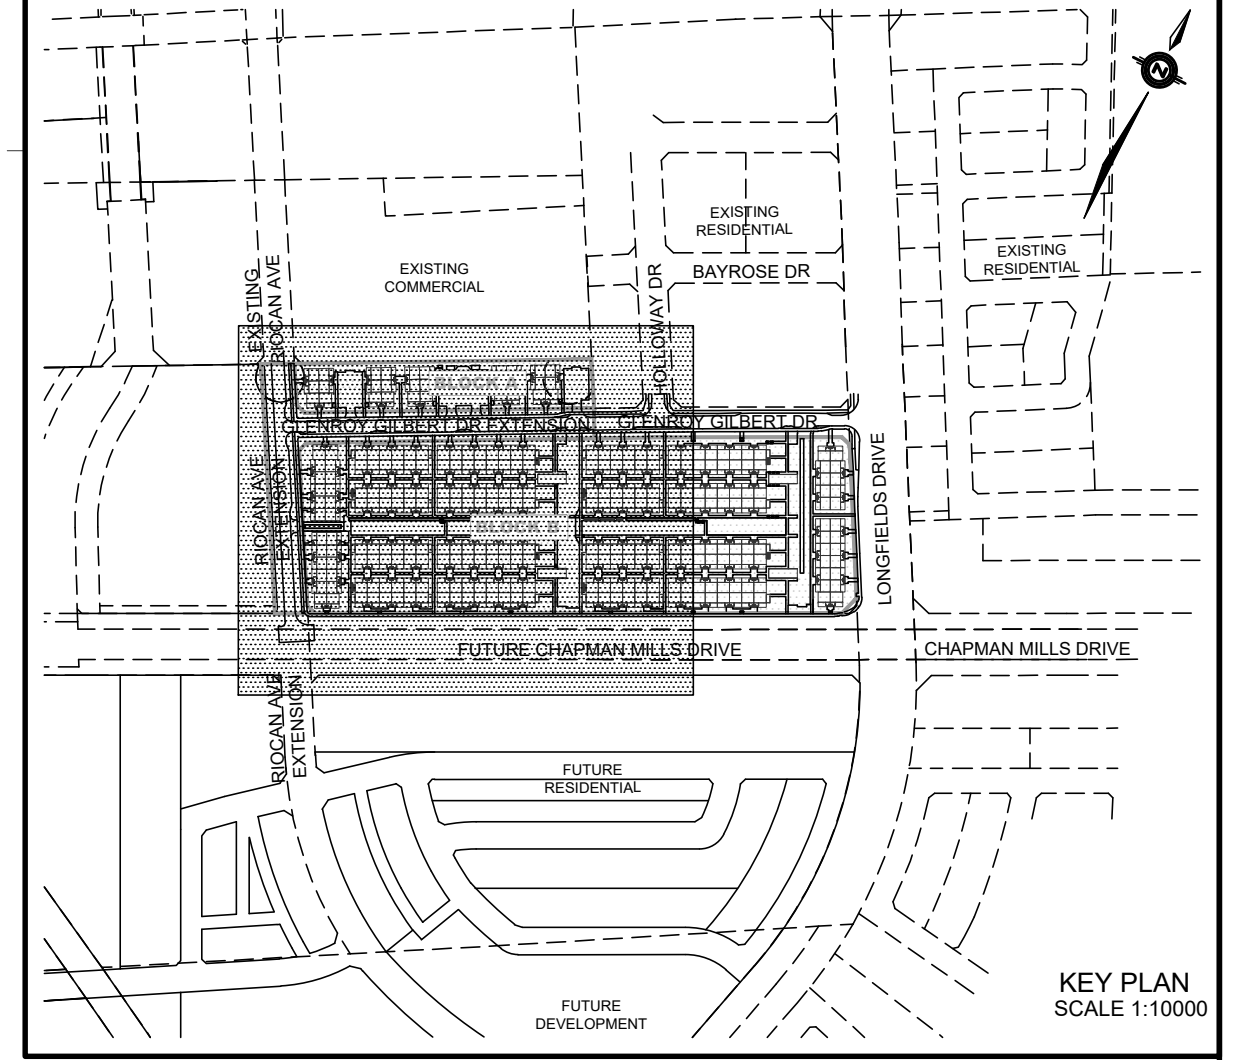 N
EXISTING
RESIDENTIAL
EXISTING
RESIDENTIAL
EXISTING
COMMERCIAL
BAYROSE DR
HOLLOWAY DR
EXISTING
RIOCAN AVE
BLOCK A
GLENROY GILBERT DR EXTENSION
GLENROY GILBERT DR
RIOCAN AVE
EXTENSION
BLOCK B
LONGFIELDS DRIVE
FUTURE CHAPMAN MILLS DRIVE
CHAPMAN MILLS DRIVE
RIOCAN AVE
EXTENSION
FUTURE
RESIDENTIAL
FUTURE
DEVELOPMENT
KEY PLAN
SCALE 1:10000